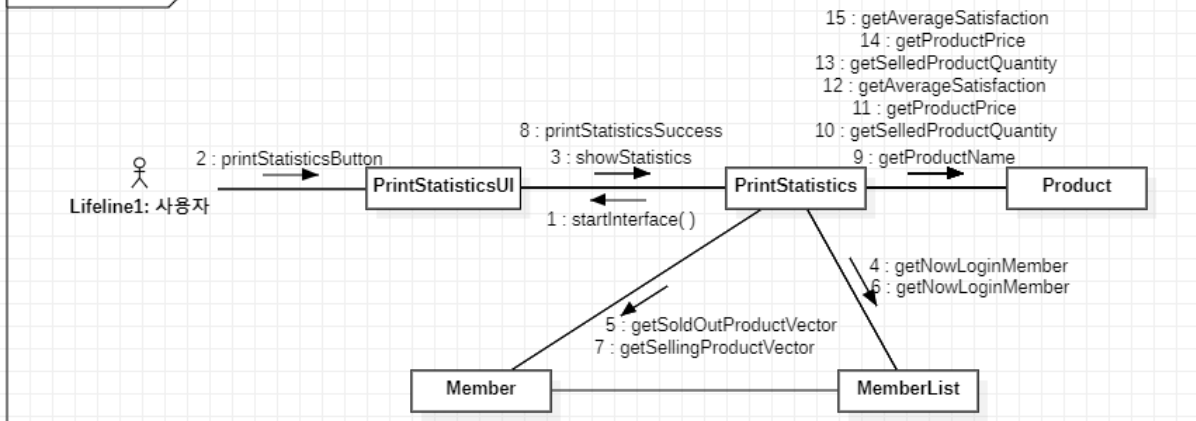 15 : getAverageSatisfaction
14 : getProductPrice
13 : getSelledProductQuantity
12 : getAverageSatisfaction
11 : getProductPrice
10 : getSelledProductQuantity
9 : getProductName
8 : printStatisticsSuccess
3 : showStatistics
2 : printStatisticsButton
PrintStatisticsUI
PrintStatistics
Product
Lifeline1: 사용자
1 : startInterface( )
4 : getNowLoginMember
6 : getNowLoginMember
5 : getSoldOutProductVector
7 : getSellingProductVector
Member
MemberList